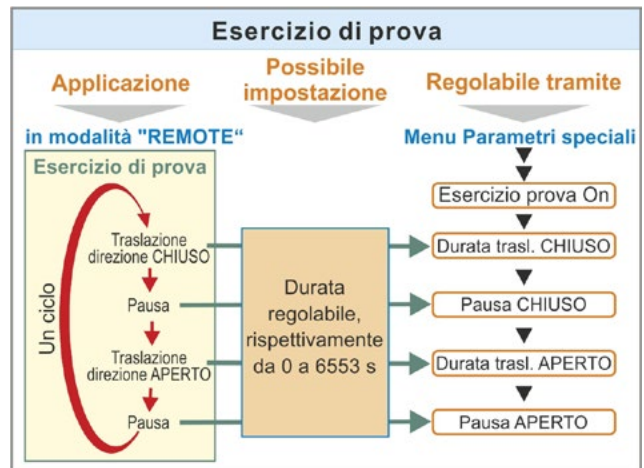 Esercizio di prova
Applicazione
Possibile
impostazione
Regolabile tramite
in modalità "REMOTE“
Menu Parametri speciali
Esercizio di prova
Un ciclo
Traslazione
direzione CHIUSO
Pausa
Traslazione
direzione APERTO
Pausa
Durata
regolabile,
rispettivamente
da 0 a 6553 s
Esercizio prova On
Durata trasl. CHIUSO
Pausa CHIUSO
Durata trasl. APERTO
Pausa APERTO